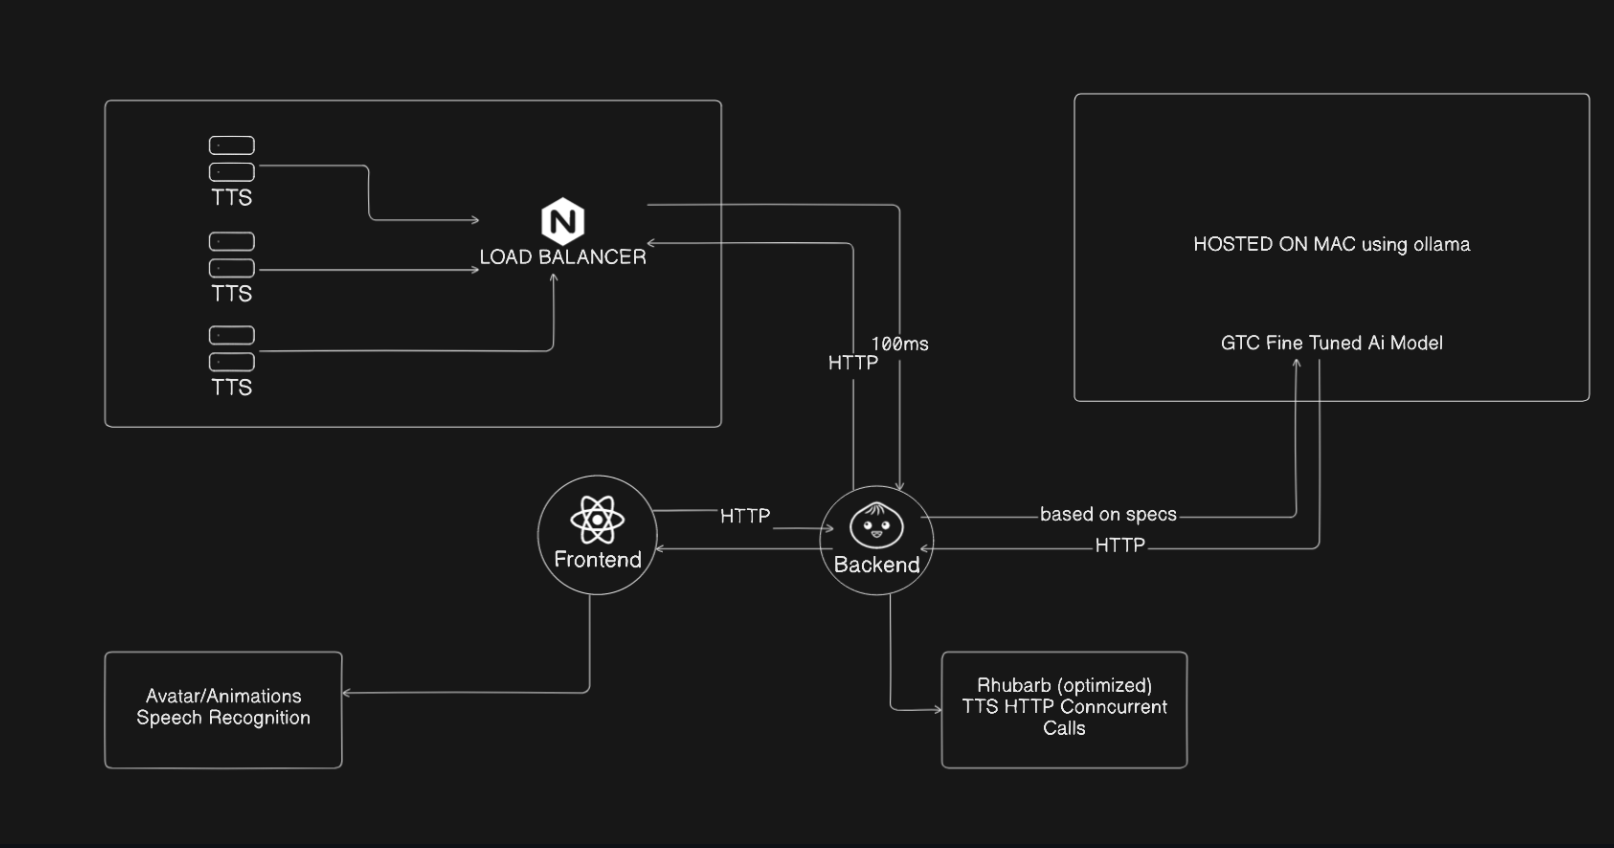 TTS
TTS
TTS
N
LOAD BALANCER
HOSTED ON MAC using ollama
GTC Fine Tuned Ai Model
100ms
HTTP
Frontend
HTTP
Backend
based on specs
HTTP
Avatar/Animations
Speech Recognition
Rhubarb (optimized)
TTS HTTP Conncurrent
Calls